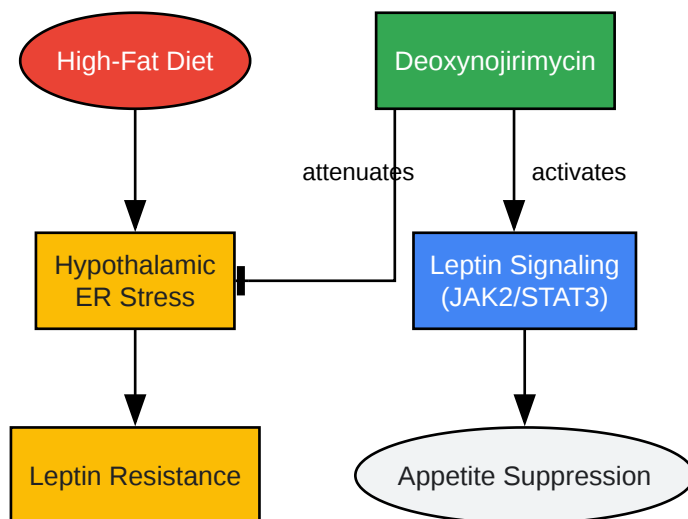 High-Fat Diet
Deoxynojirimycin
attenuates
activates
Hypothalamic
ER Stress
Leptin Signaling
(JAK2/STAT3)
Leptin Resistance
Appetite Suppression